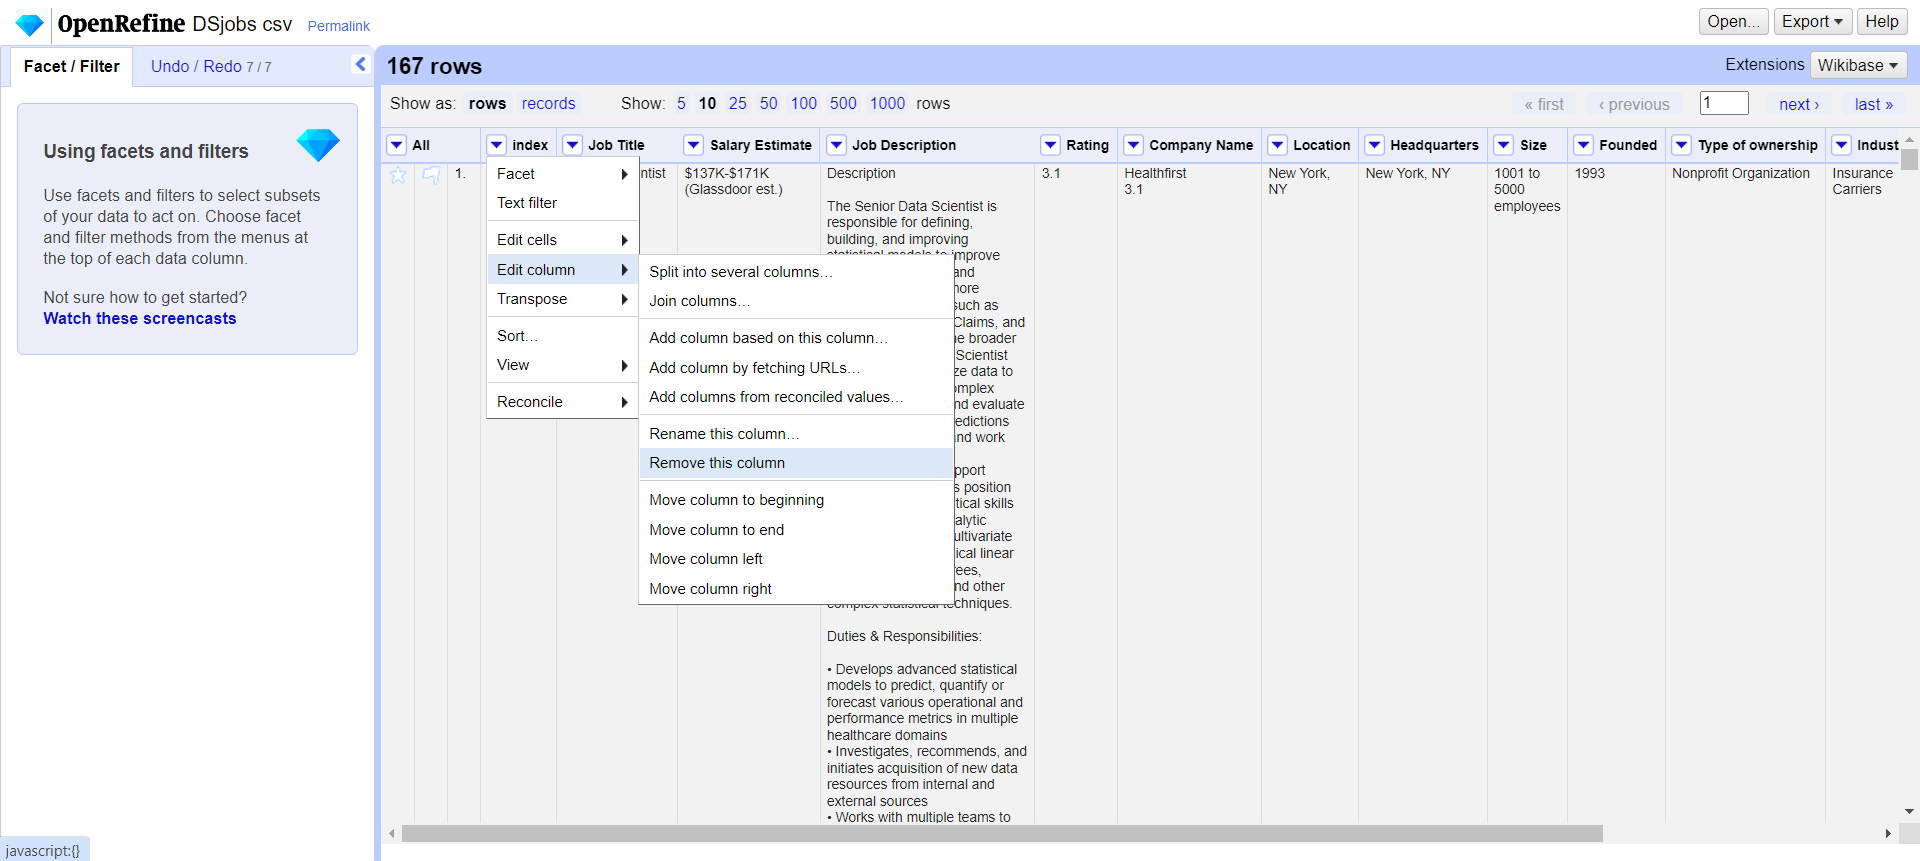 OpenRefine DSjobs csv Permalink
Open... Export Help
Facet / Filter Undo / Redo 7 / 7
167 rows
Extensions Wikibase
Show as: rows records Show: 5 10 25 50 100 500 1000 rows
« first ‹ previous 1 next › last »
Using facets and filters
Use facets and filters to select subsets
of your data to act on. Choose facet
and filter methods from the menus at
the top of each data column.
Not sure how to get started?
Watch these screencasts
All index Job Title Salary Estimate Job Description Rating Company Name Location Headquarters Size Founded Type of ownership Indust
1.
ntist
$137K-$171K
(Glassdoor est.)
Description
The Senior Data Scientist is
responsible for defining,
building, and improving
statistical models to improve
and
ore
such as
Claims, and
e broader
Scientist
ze data to
mplex
nd evaluate
edictions
and work
pport
s position
tical skills
alytic
ultivariate
ical linear
rees,
nd other
complex statistical techniques.
Duties & Responsibilities:
• Develops advanced statistical
models to predict, quantify or
forecast various operational and
performance metrics in multiple
healthcare domains
• Investigates, recommends, and
initiates acquisition of new data
resources from internal and
external sources
• Works with multiple teams to
3.1
Healthfirst
3.1
New York,
NY
New York, NY
1001 to
5000
employees
1993
Nonprofit Organization
Insurance
Carriers
Facet
Text filter
Edit cells
Edit column
Transpose
Sort...
View
Reconcile
Split into several columns...
Join columns...
Add column based on this column...
Add column by fetching URLs...
Add columns from reconciled values...
Rename this column...
Remove this column
Move column to beginning
Move column to end
Move column left
Move column right
javascript:{}